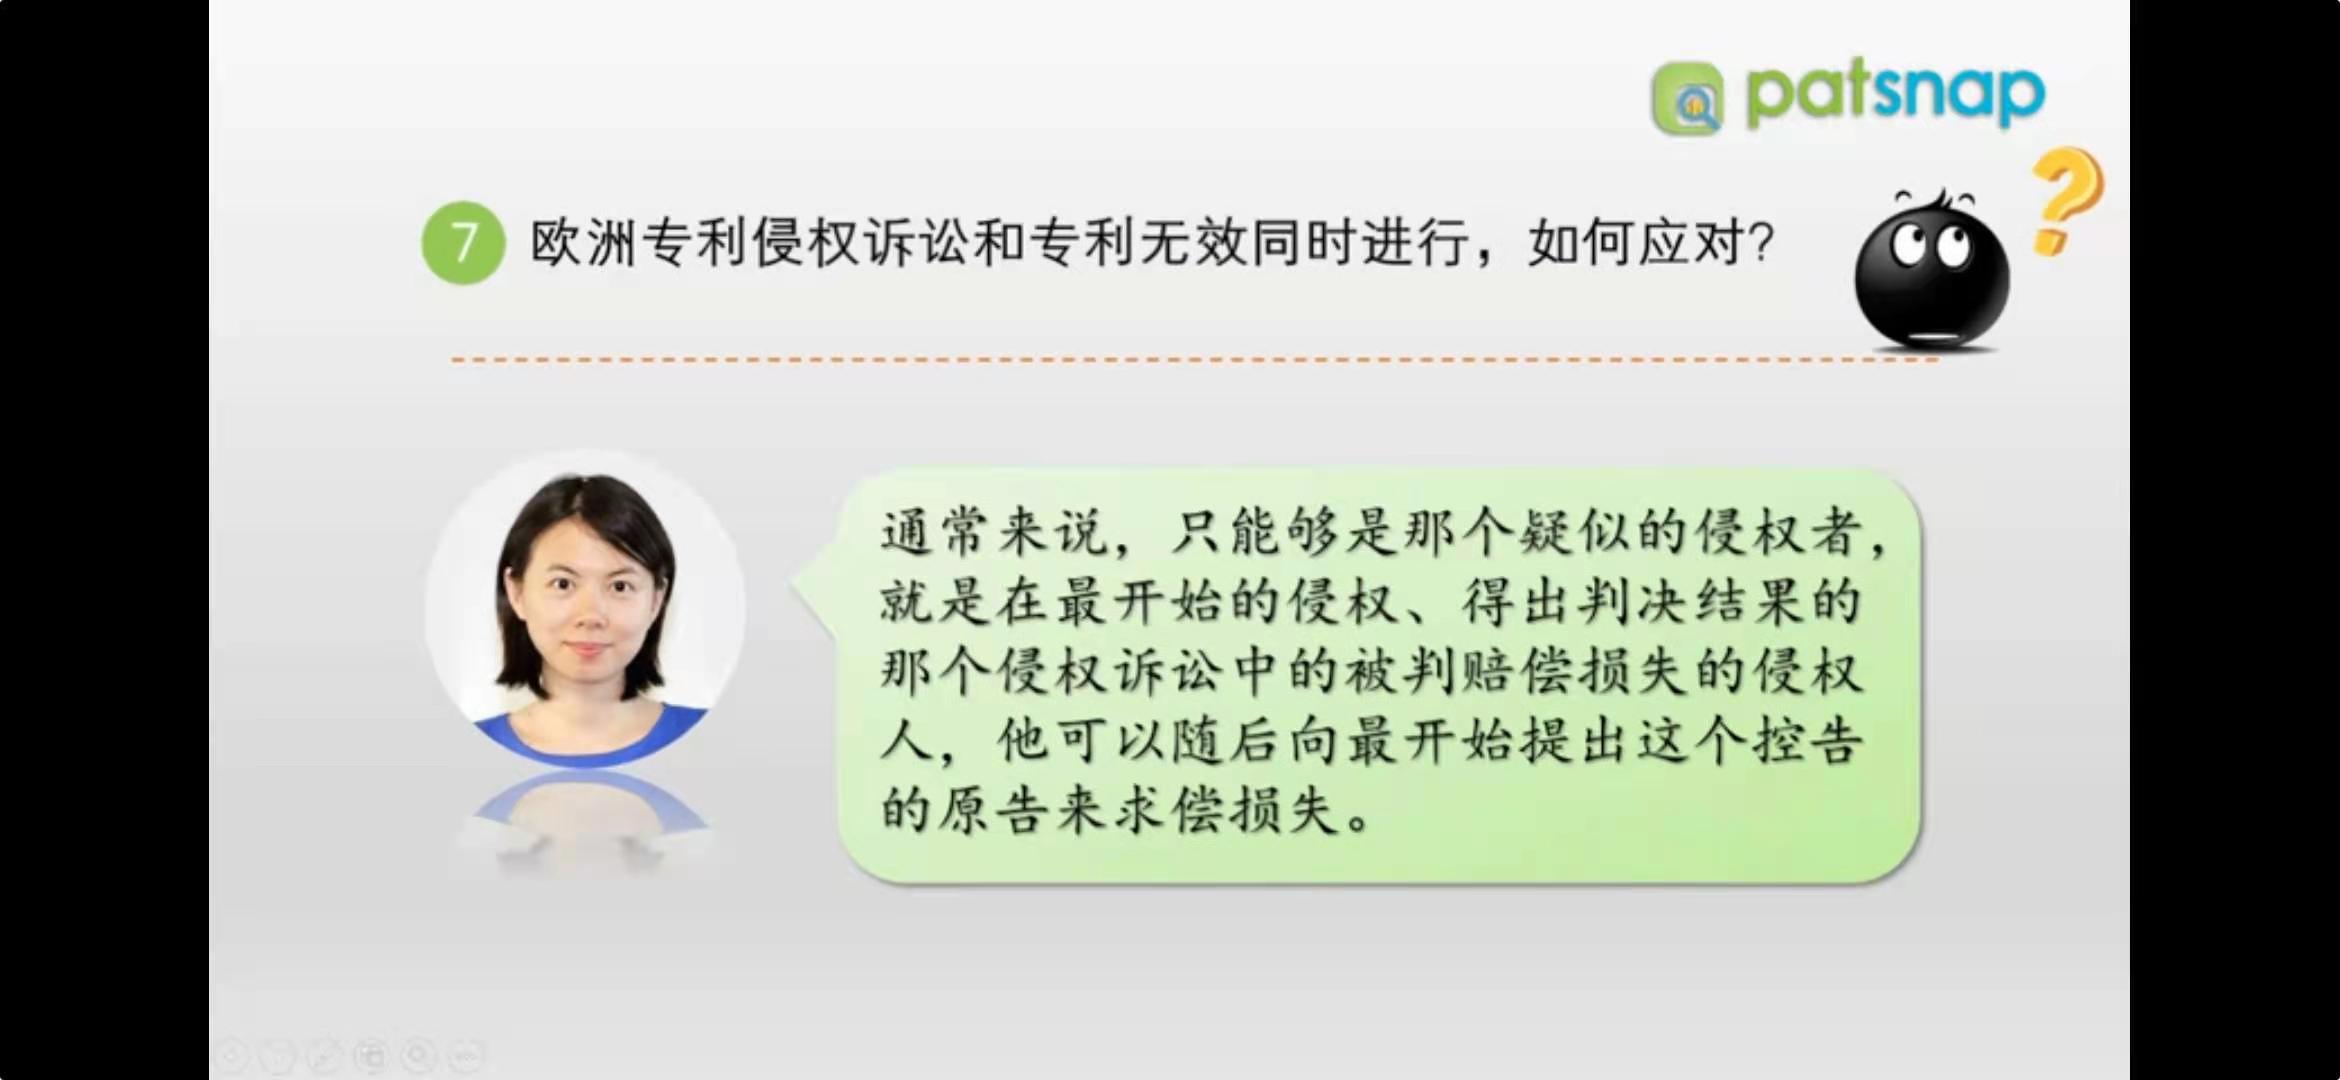 patsnap
7 欧洲专利侵权诉讼和专利无效同时进行，如何应对？
通常来说，只能够是那个疑似的侵权者，
就是在最开始的侵权、得出判决结果的
那个侵权诉讼中的被判赔偿损失的侵权
人，他可以随后向最开始提出这个控告
的原告来求偿损失。